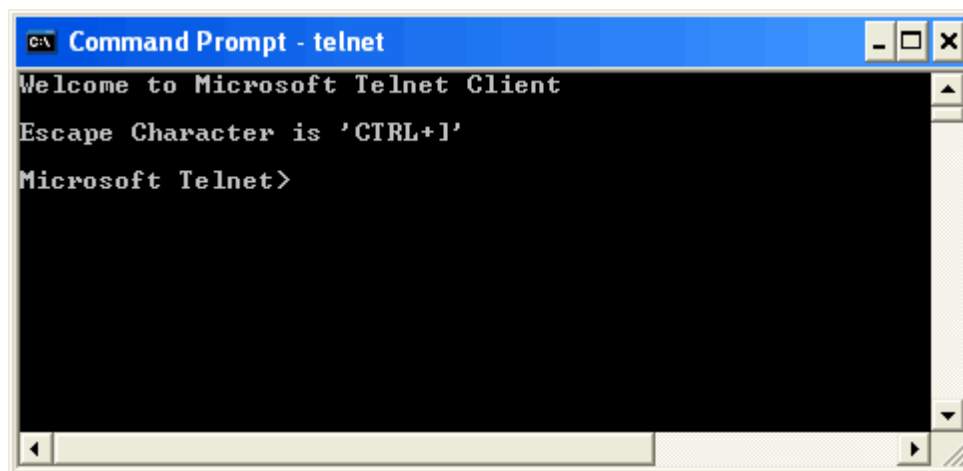 C:\ Command Prompt - telnet
Welcome to Microsoft Telnet Client
Escape Character is 'CTRL+]'
Microsoft Telnet>